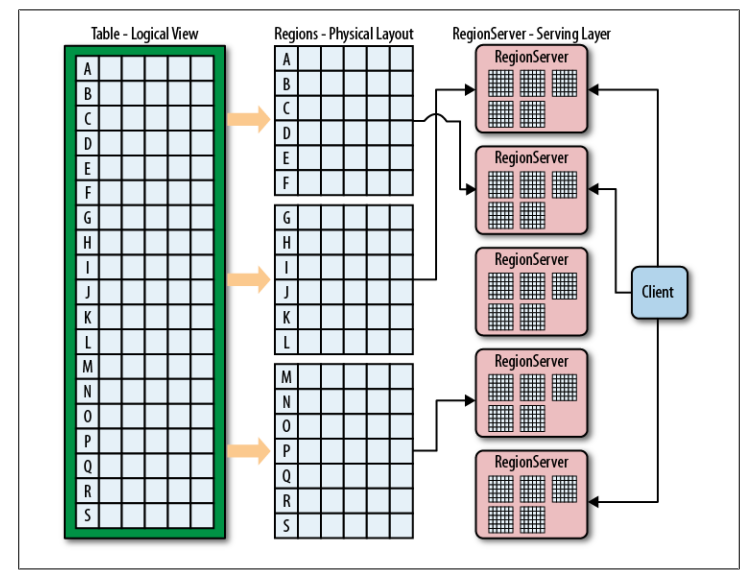 Table - Logical View
Regions - Physical Layout
RegionServer - Serving Layer
A
B
C
D
E
F
G
H
I
J
K
L
M
N
O
P
Q
R
S
A
B
C
D
E
F
G
H
I
J
K
L
M
N
O
P
Q
R
S
RegionServer
RegionServer
RegionServer
RegionServer
RegionServer
Client